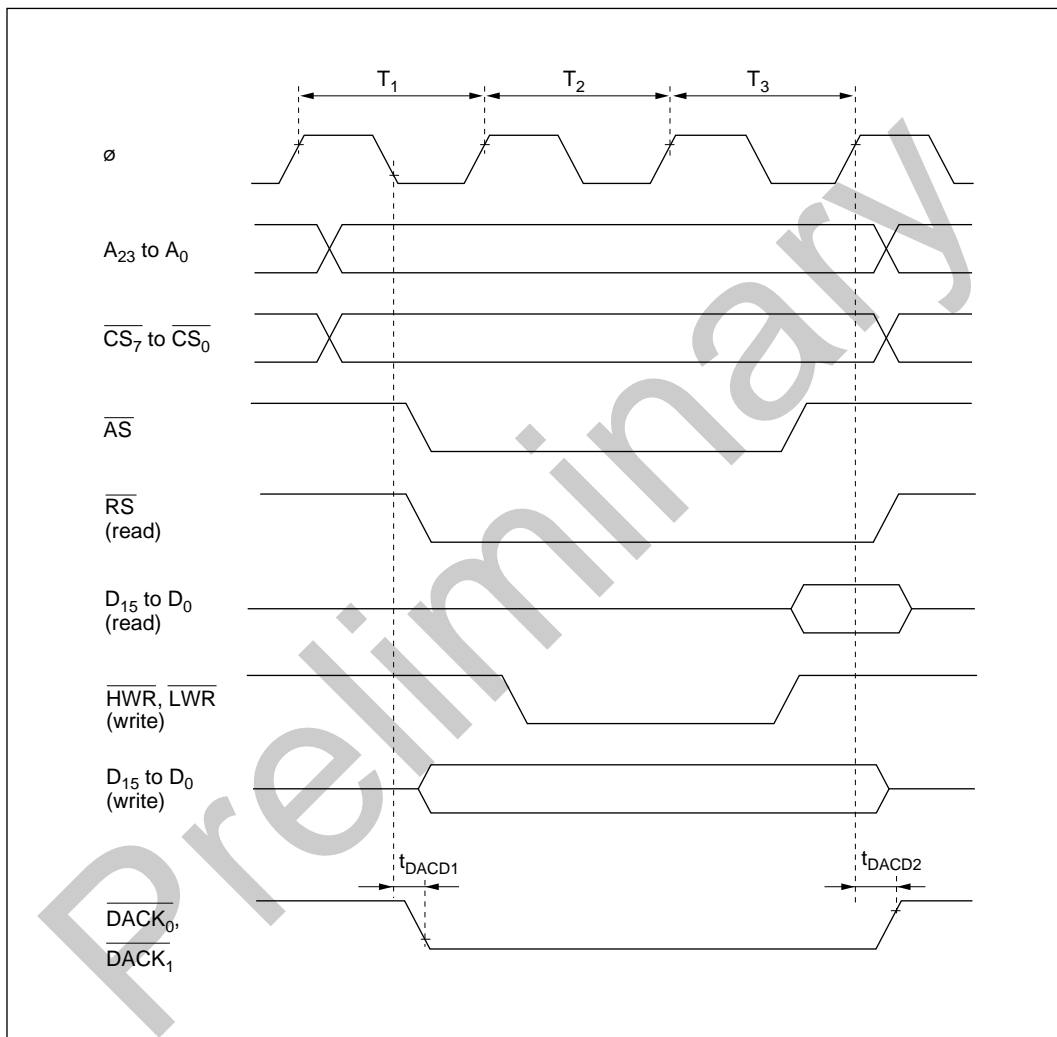 T1 T2 T3
ø
A23 to A0
CS7 to CS0
AS
RS
(read)
D15 to D0
(read)
HWR, LWR
(write)
D15 to D0
(write)
tDACD1 tDACD2
DACK0,
DACK1
Preliminary